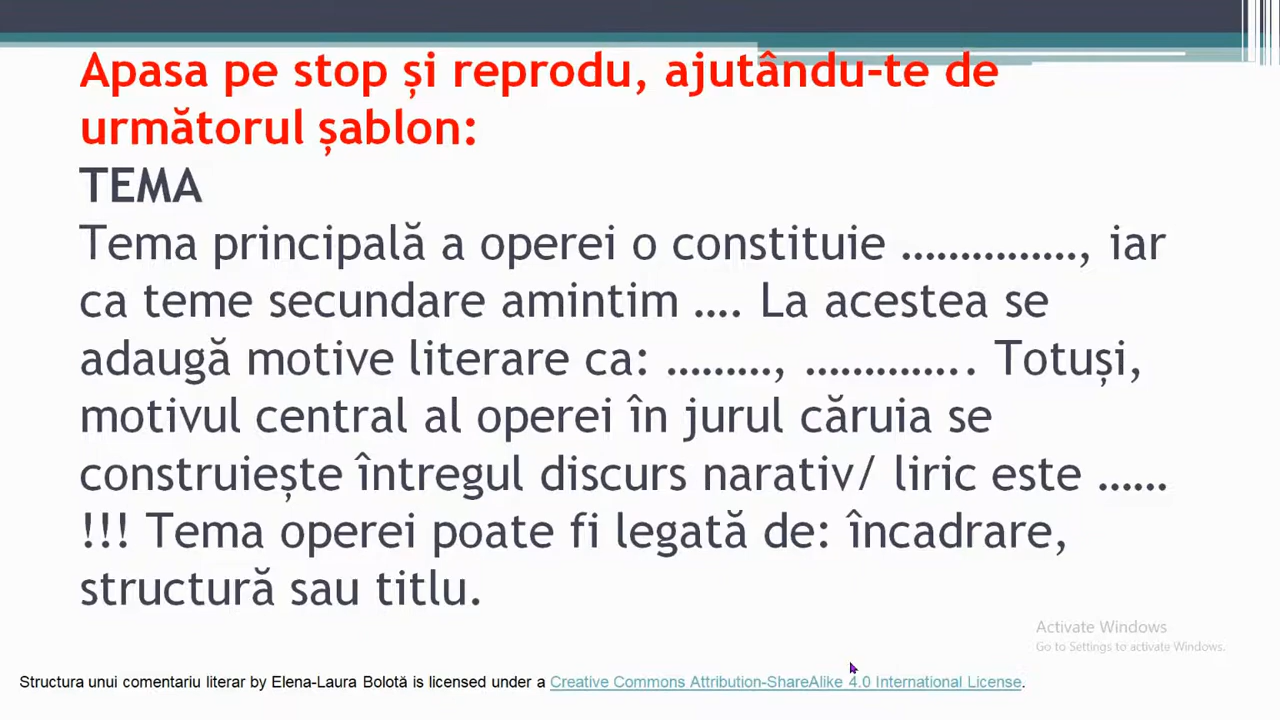 Apasa pe stop și reprodu, ajutându-te de
următorul șablon:
TEMA
Tema principală a operei o constituie ……………, iar
ca teme secundare amintim …. La acestea se
adaugă motive literare ca: ………, ………….. Totuși,
motivul central al operei în jurul căruia se
construiește întregul discurs narativ/ liric este ……
!!! Tema operei poate fi legată de: încadrare,
structură sau titlu.
Activate Windows
Go to Settings to activate Windows.
Structura unui comentariu literar by Elena-Laura Bolotă is licensed under a Creative Commons Attribution-ShareAlike 4.0 International License.